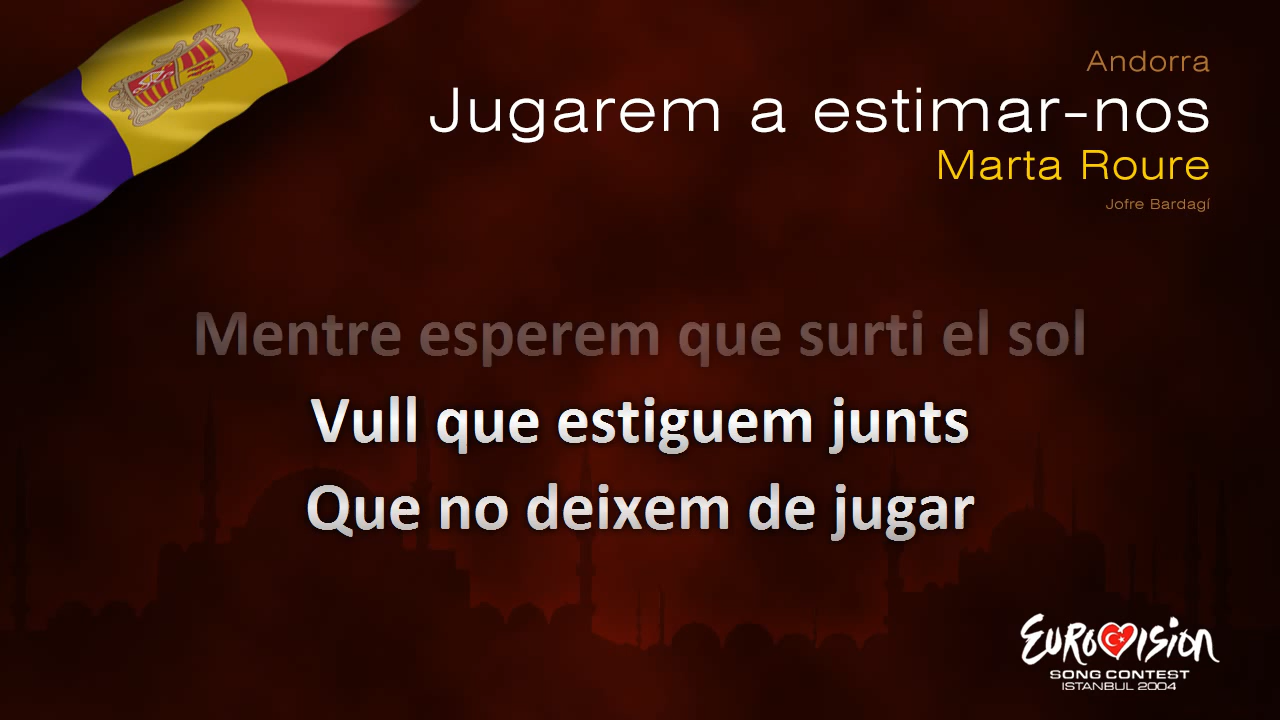 Andorra
Jugarem a estimar-nos
Marta Roure
Jofre Bardagí
Mentre esperem que surti el sol
Vull que estiguem junts
Que no deixem de jugar
EUROVISION
SONG CONTEST
ISTANBUL 2004